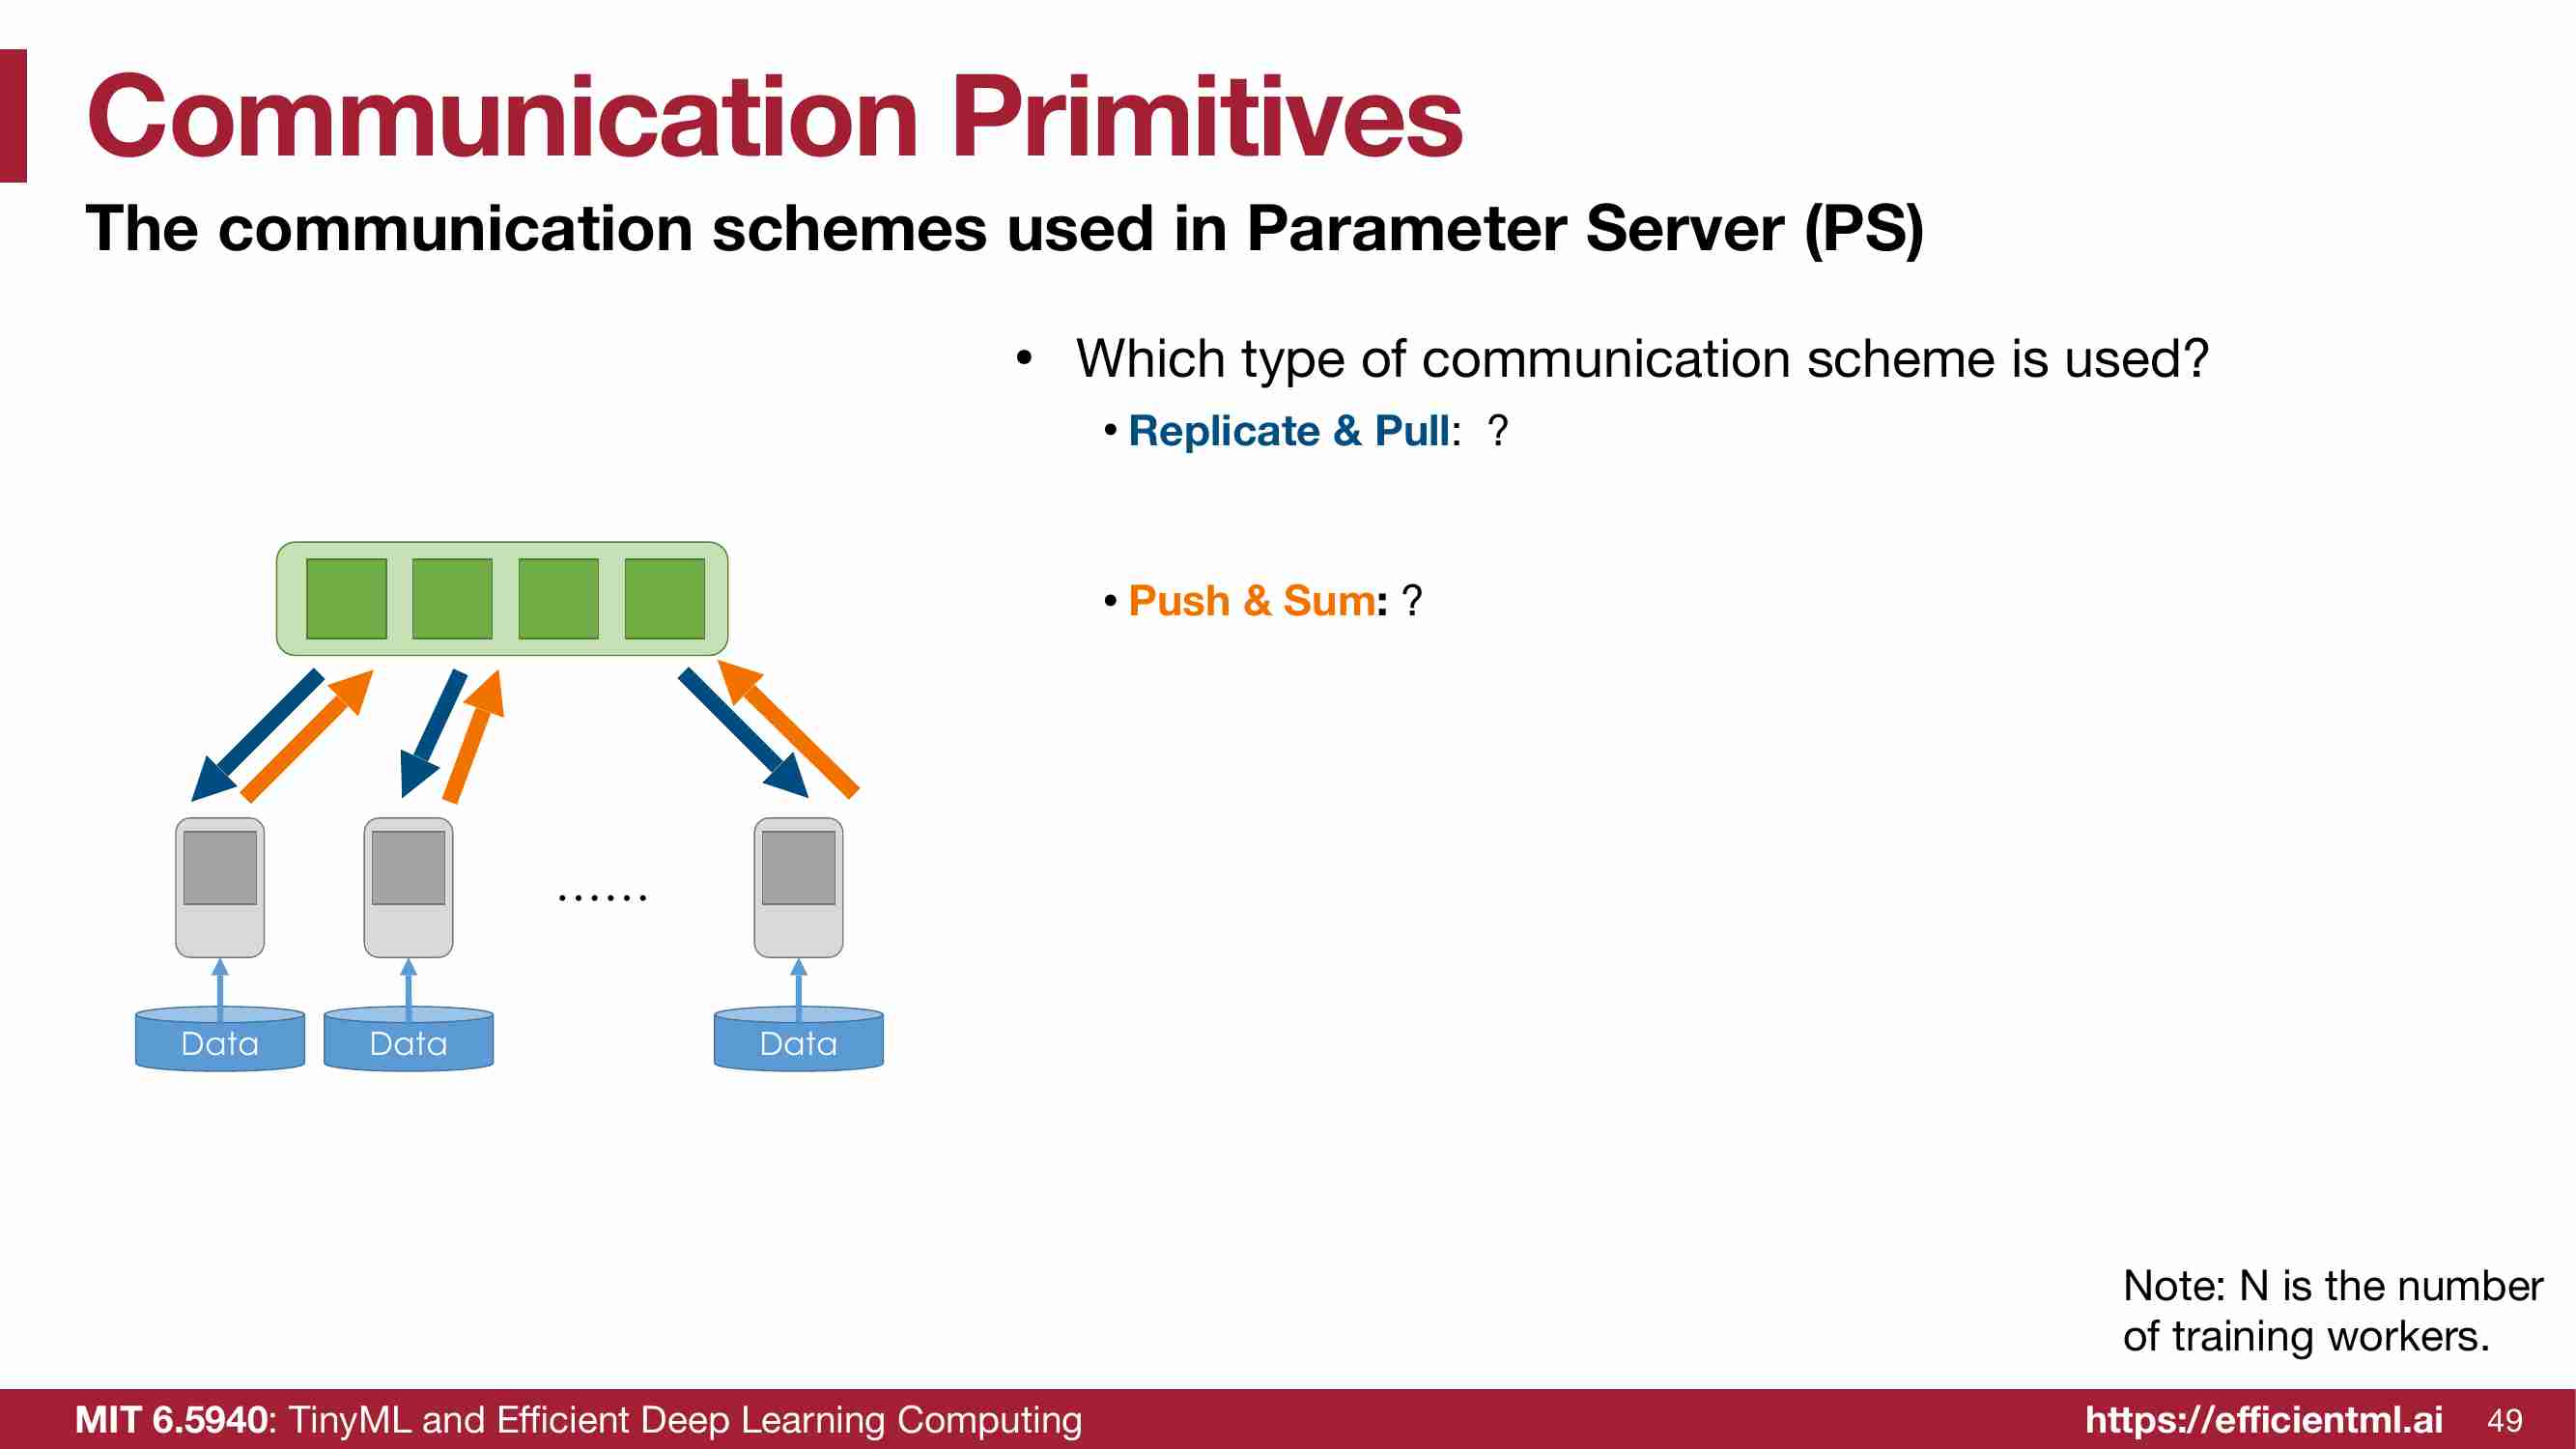 Communication Primitives
The communication schemes used in Parameter Server (PS)
• Which type of communication scheme is used?
• Replicate & Pull: ?
• Push & Sum: ?
......
Data Data Data
Note: N is the number
of training workers.
MIT 6.5940: TinyML and Efficient Deep Learning Computing https://efficientml.ai 49